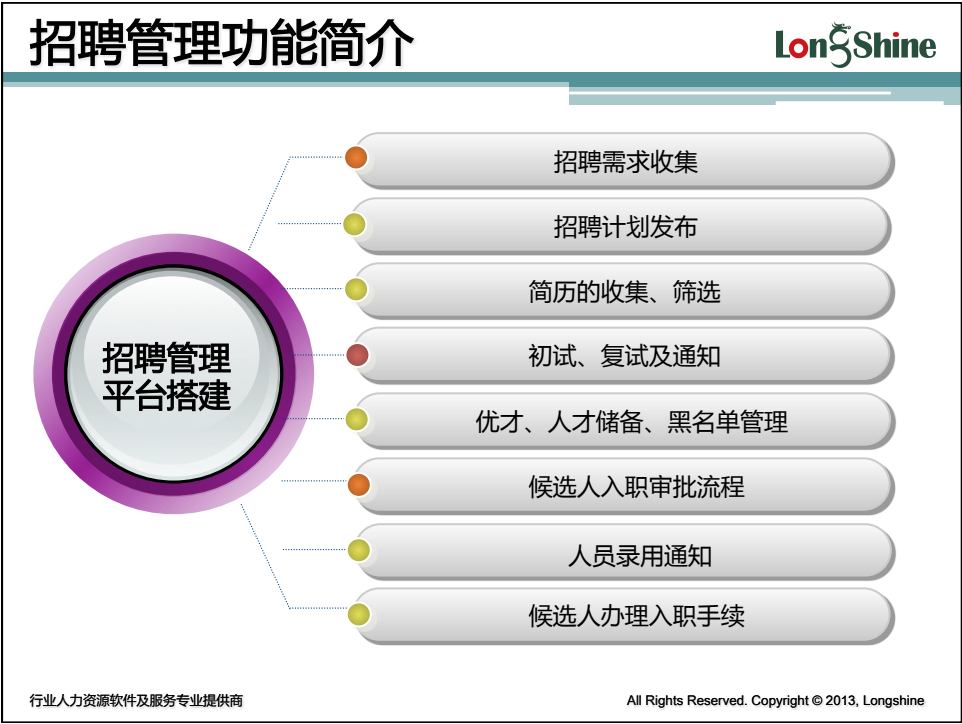 招聘管理功能简介
LongShine
招聘需求收集
招聘计划发布
简历的收集、筛选
初试、复试及通知
招聘管理
平台搭建
优才、人才储备、黑名单管理
候选人入职审批流程
人员录用通知
候选人办理入职手续
行业人力资源软件及服务专业提供商
All Rights Reserved. Copyright © 2013, Longshine